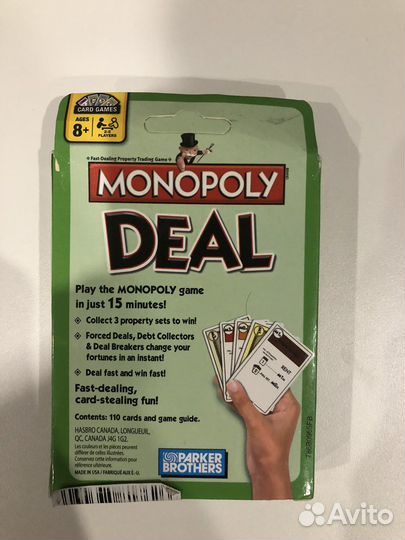 CARD GAMES
AGES
8+
2-5
PLAYERS
Fast-Dealing Property Trading Game
MONOPOLY
DEAL
Play the MONOPOLY game
in just 15 minutes!
Collect 3 property sets to win!
Forced Deals, Debt Collectors
& Deal Breakers change your
fortunes in an instant!
Deal fast and win fast!
Fast-dealing,
card-stealing fun!
Contents: 110 cards and game guide.
HASBRO CANADA, LONGUEUIL,
QC, CANADA J4G 1G2.
Les couleurs et les pièces peuvent
différer de celles illustrées.
Conservez cette information pour
référence ultérieure.
MADE IN USA / FABRIQUÉ AUX É.-U.
RENT
PARKER
BROTHERS
Avito